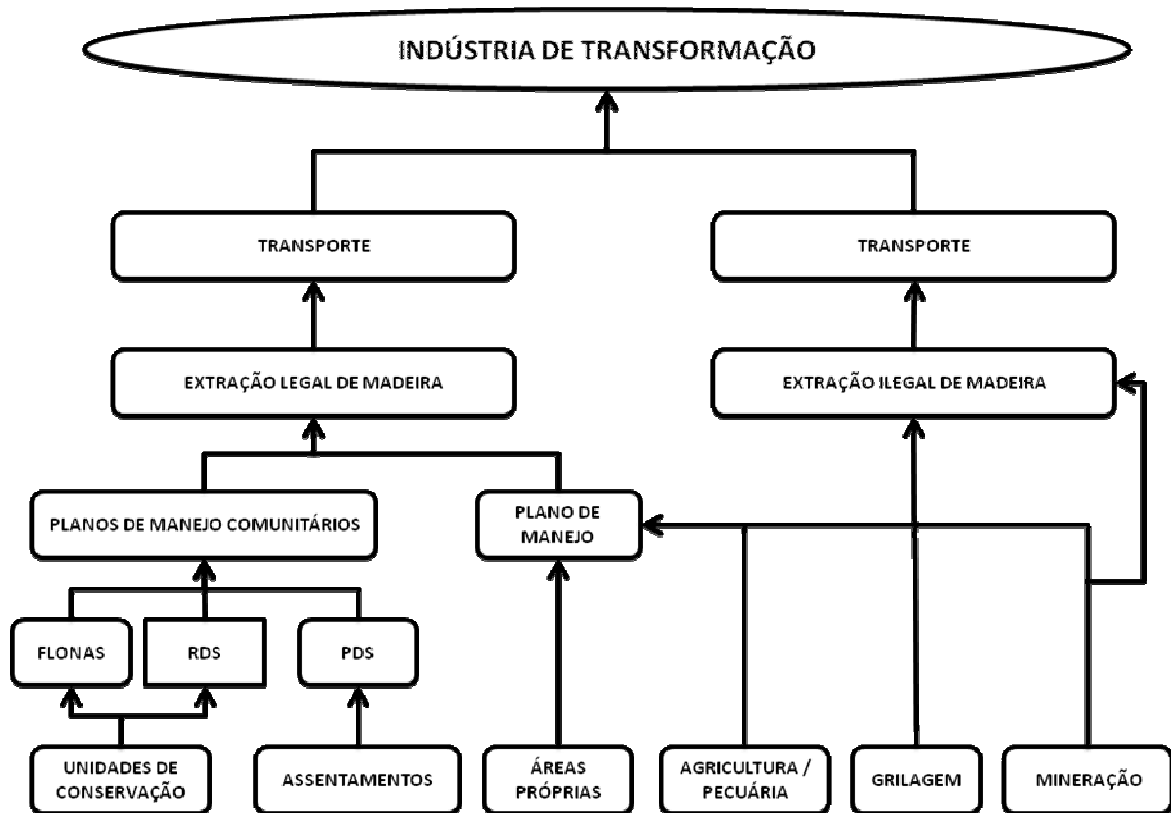 INDÚSTRIA DE TRANSFORMAÇÃO
TRANSPORTE
TRANSPORTE
EXTRAÇÃO LEGAL DE MADEIRA
EXTRAÇÃO ILEGAL DE MADEIRA
PLANOS DE MANEJO COMUNITÁRIOS
PLANO DE
MANEJO
FLONAS
RDS
PDS
UNIDADES DE
CONSERVAÇÃO
ASSENTAMENTOS
ÁREAS
PRÓPRIAS
AGRICULTURA /
PECUÁRIA
GRILAGEM
MINERAÇÃO